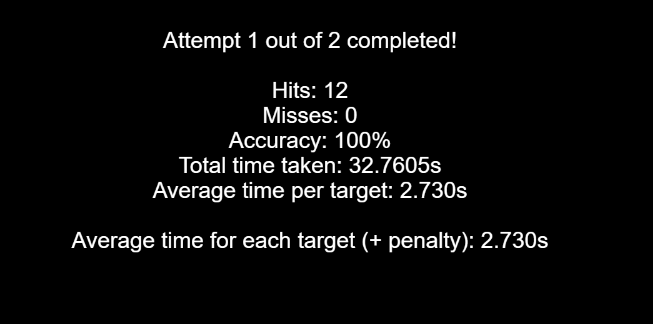 Attempt 1 out of 2 completed!
Hits: 12
Misses: 0
Accuracy: 100%
Total time taken: 32.7605s
Average time per target: 2.730s
Average time for each target (+ penalty): 2.730s